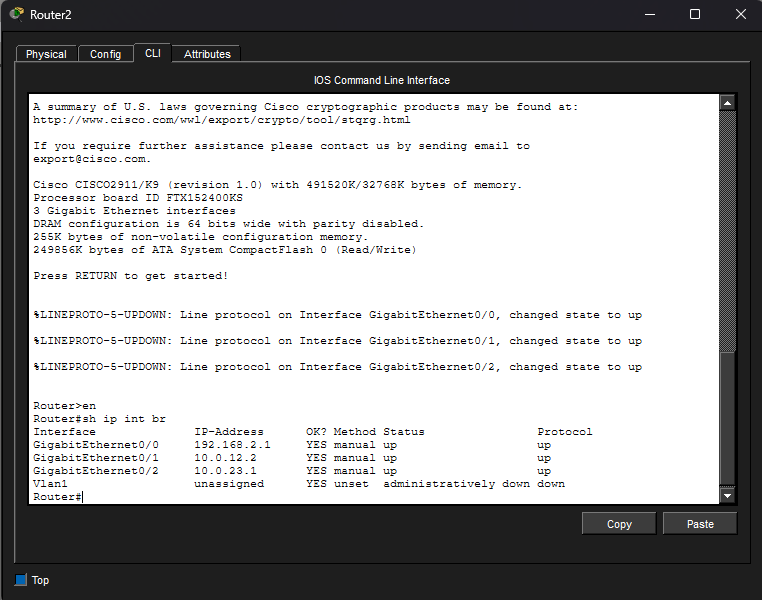 Router2
Physical Config CLI Attributes
IOS Command Line Interface
A summary of U.S. laws governing Cisco cryptographic products may be found at:
http://www.cisco.com/wwl/export/crypto/tool/stqrg.html
If you require further assistance please contact us by sending email to
export@cisco.com.
Cisco CISCO2911/K9 (revision 1.0) with 491520K/32768K bytes of memory.
Processor board ID FTX152400KS
3 Gigabit Ethernet interfaces
DRAM configuration is 64 bits wide with parity disabled.
255K bytes of non-volatile configuration memory.
249856K bytes of ATA System CompactFlash 0 (Read/Write)
Press RETURN to get started!
%LINEPROTO-5-UPDOWN: Line protocol on Interface GigabitEthernet0/0, changed state to up
%LINEPROTO-5-UPDOWN: Line protocol on Interface GigabitEthernet0/1, changed state to up
%LINEPROTO-5-UPDOWN: Line protocol on Interface GigabitEthernet0/2, changed state to up
Router>en
Router#sh ip int br
Interface IP-Address OK? Method Status Protocol
GigabitEthernet0/0 192.168.2.1 YES manual up up
GigabitEthernet0/1 10.0.12.2 YES manual up up
GigabitEthernet0/2 10.0.23.1 YES manual up up
Vlan1 unassigned YES unset administratively down down
Router#
Copy Paste
Top